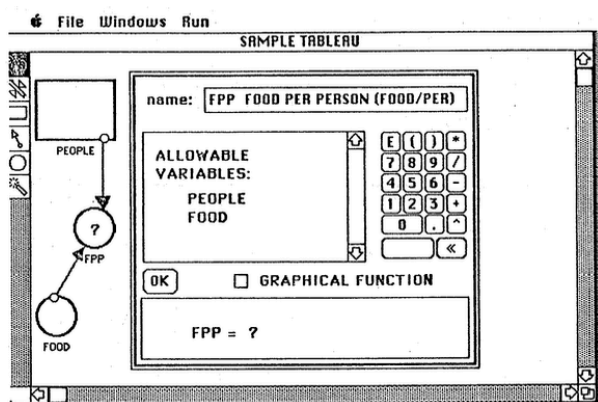 File Windows Run
SAMPLE TABLEAU
name: FPP FOOD PER PERSON (FOOD/PER)
ALLOWABLE
VARIABLES:
PEOPLE
FOOD
E ( ) *
7 8 9 /
4 5 6 -
1 2 3 +
0 . ^
«
OK
GRAPHICAL FUNCTION
FPP = ?
PEOPLE
?
FPP
FOOD